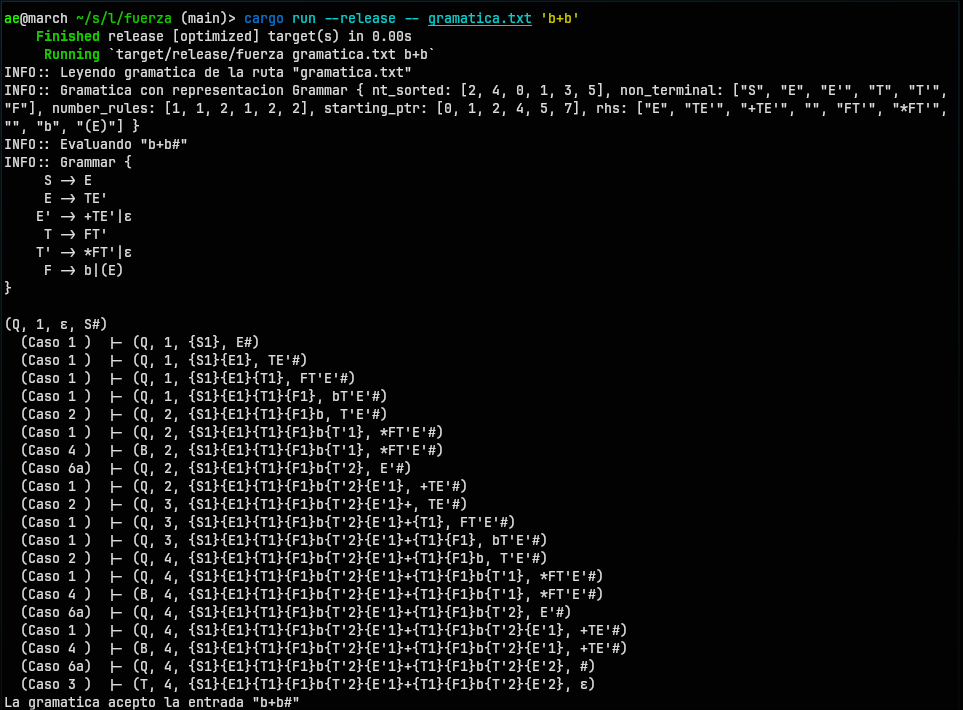 ae@march ~/s/l/fuerza (main)> cargo run --release -- gramatica.txt 'b+b'
    Finished release [optimized] target(s) in 0.00s
     Running `target/release/fuerza gramatica.txt b+b`
INFO:: Leyendo gramatica de la ruta "gramatica.txt"
INFO:: Gramatica con representacion Grammar { nt_sorted: [2, 4, 0, 1, 3, 5], non_terminal: ["S", "E", "E'", "T", "T'",
"F"], number_rules: [1, 1, 2, 1, 2, 2], starting_ptr: [0, 1, 2, 4, 5, 7], rhs: ["E", "TE'", "+TE'", "", "FT'", "*FT'",
"", "b", "(E)"] }
INFO:: Evaluando "b+b#"
INFO:: Grammar {
     S -> E
     E -> TE'
    E' -> +TE'|ε
     T -> FT'
    T' -> *FT'|ε
     F -> b|(E)
}

(Q, 1, ε, S#)
  (Caso 1 )  |- (Q, 1, {S1}, E#)
  (Caso 1 )  |- (Q, 1, {S1}{E1}, TE'#)
  (Caso 1 )  |- (Q, 1, {S1}{E1}{T1}, FT'E'#)
  (Caso 1 )  |- (Q, 1, {S1}{E1}{T1}{F1}, bT'E'#)
  (Caso 2 )  |- (Q, 2, {S1}{E1}{T1}{F1}b, T'E'#)
  (Caso 1 )  |- (Q, 2, {S1}{E1}{T1}{F1}b{T'1}, *FT'E'#)
  (Caso 4 )  |- (B, 2, {S1}{E1}{T1}{F1}b{T'1}, *FT'E'#)
  (Caso 6a)  |- (Q, 2, {S1}{E1}{T1}{F1}b{T'2}, E'#)
  (Caso 1 )  |- (Q, 2, {S1}{E1}{T1}{F1}b{T'2}{E'1}, +TE'#)
  (Caso 2 )  |- (Q, 3, {S1}{E1}{T1}{F1}b{T'2}{E'1}+, TE'#)
  (Caso 1 )  |- (Q, 3, {S1}{E1}{T1}{F1}b{T'2}{E'1}+{T1}, FT'E'#)
  (Caso 1 )  |- (Q, 3, {S1}{E1}{T1}{F1}b{T'2}{E'1}+{T1}{F1}, bT'E'#)
  (Caso 2 )  |- (Q, 4, {S1}{E1}{T1}{F1}b{T'2}{E'1}+{T1}{F1}b, T'E'#)
  (Caso 1 )  |- (Q, 4, {S1}{E1}{T1}{F1}b{T'2}{E'1}+{T1}{F1}b{T'1}, *FT'E'#)
  (Caso 4 )  |- (B, 4, {S1}{E1}{T1}{F1}b{T'2}{E'1}+{T1}{F1}b{T'1}, *FT'E'#)
  (Caso 6a)  |- (Q, 4, {S1}{E1}{T1}{F1}b{T'2}{E'1}+{T1}{F1}b{T'2}, E'#)
  (Caso 1 )  |- (Q, 4, {S1}{E1}{T1}{F1}b{T'2}{E'1}+{T1}{F1}b{T'2}{E'1}, +TE'#)
  (Caso 4 )  |- (B, 4, {S1}{E1}{T1}{F1}b{T'2}{E'1}+{T1}{F1}b{T'2}{E'1}, +TE'#)
  (Caso 6a)  |- (Q, 4, {S1}{E1}{T1}{F1}b{T'2}{E'1}+{T1}{F1}b{T'2}{E'2}, #)
  (Caso 3 )  |- (T, 4, {S1}{E1}{T1}{F1}b{T'2}{E'1}+{T1}{F1}b{T'2}{E'2}, ε)
La gramatica acepto la entrada "b+b#"